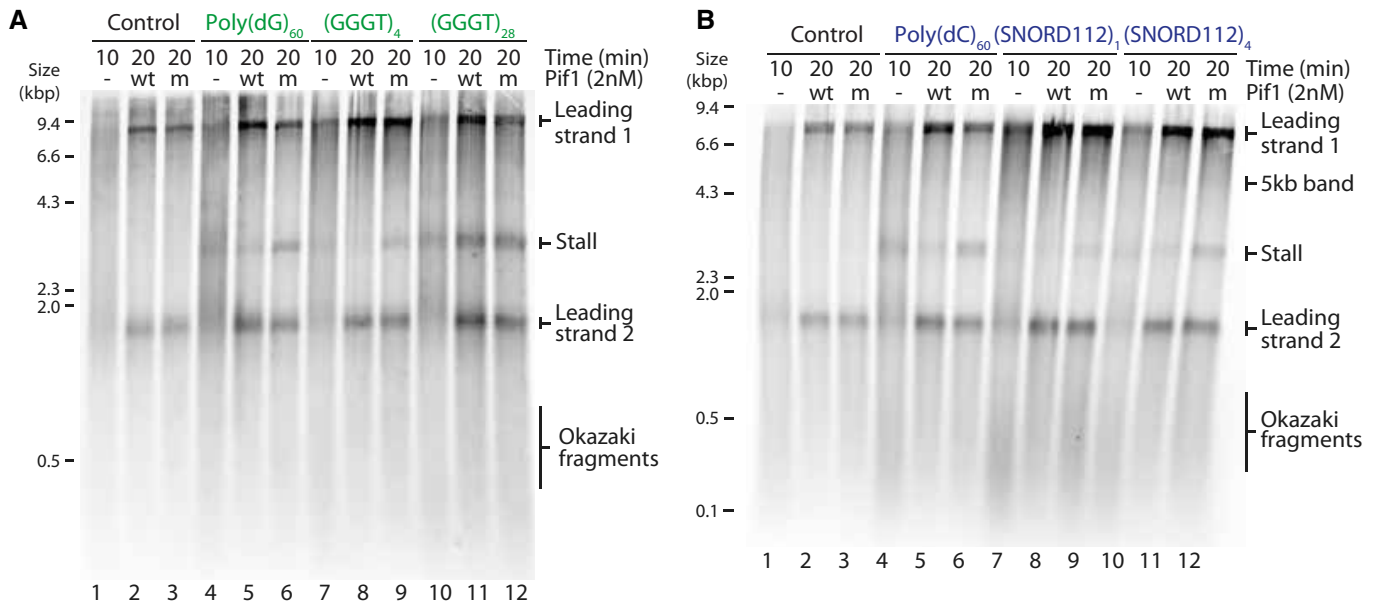 A
Control Poly(dG)60 (GGGT)4 (GGGT)28
10 20 20 10 20 20 10 20 20 10 20 20 Time (min)
- wt m - wt m - wt m - wt m Pif1 (2nM)
Size
(kbp)
9.4
6.6
4.3
2.3
2.0
0.5
Leading
strand 1
Stall
Leading
strand 2
Okazaki
fragments
1 2 3 4 5 6 7 8 9 10 11 12
B
Control Poly(dC)60 (SNORD112)1 (SNORD112)4
10 20 20 10 20 20 10 20 20 10 20 20 Time (min)
- wt m - wt m - wt m - wt m Pif1 (2nM)
Size
(kbp)
9.4
6.6
4.3
2.3
2.0
0.5
0.1
Leading
strand 1
5kb band
Stall
Leading
strand 2
Okazaki
fragments
1 2 3 4 5 6 7 8 9 10 11 12